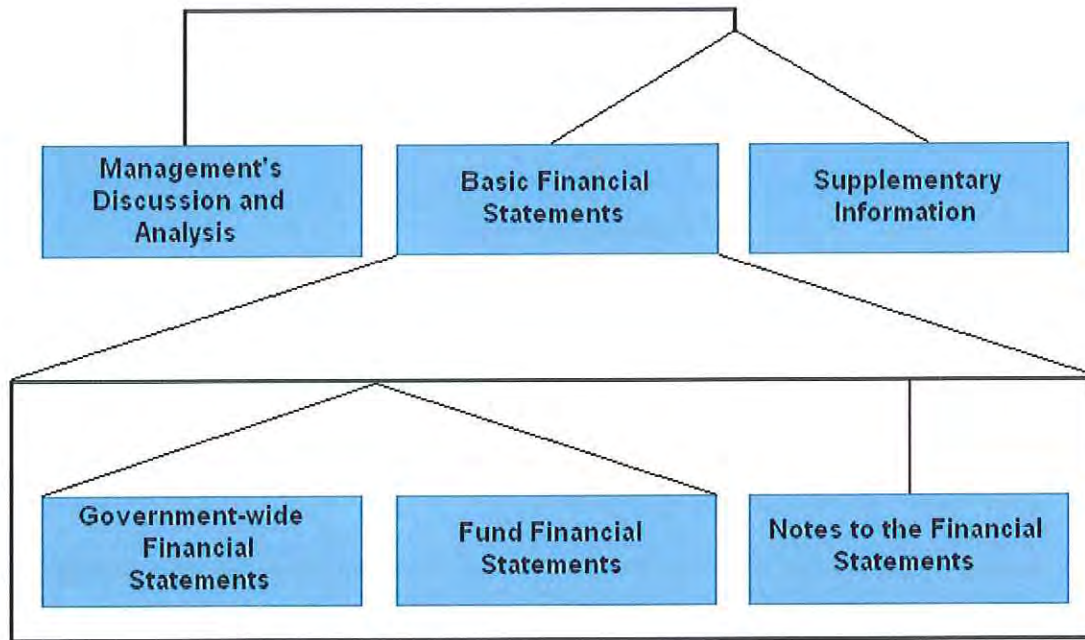 Management's
Discussion and
Analysis
Basic Financial
Statements
Supplementary
Information
Government-wide
Financial
Statements
Fund Financial
Statements
Notes to the Financial
Statements